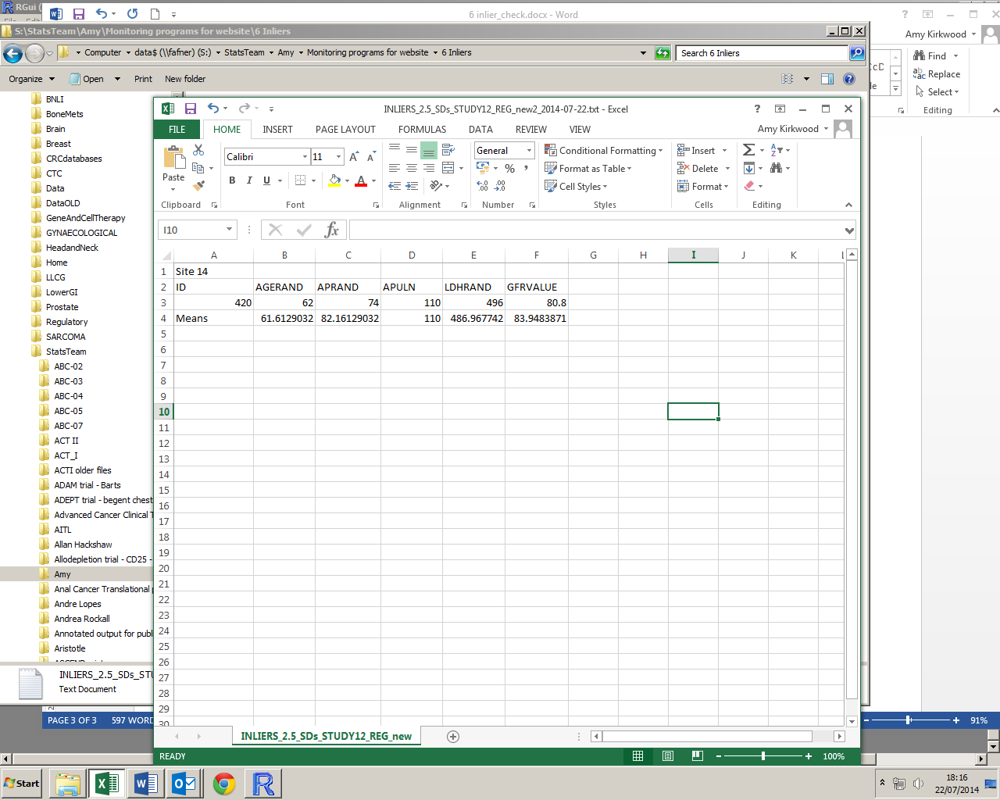 RGui (
6 inlier_check.docx - Word
Amy Kirkwood
S:\StatsTeam\Amy\Monitoring programs for website\6 Inliers
Computer
data$ (\\fafner) (S:)
StatsTeam
Amy
Monitoring programs for website
6 Inliers
Search 6 Inliers
Find
Replace
Select
Editing
Organize
Open
Print
New folder
BNLI
BoneMets
Brain
Breast
CRCdatabases
CTC
Data
DataOLD
GeneAndCellTherapy
GYNAECOLOGICAL
HeadandNeck
Home
LLCG
LowerGI
Prostate
Regulatory
SARCOMA
StatsTeam
ABC-02
ABC-03
ABC-04
ABC-05
ABC-07
ACT II
ACT_I
ACTI older files
ADAM trial - Barts
ADEPT trial - begent chest
Advanced Cancer Clinical T
AITL
Allan Hackshaw
Allodepletion trial - CD25 -
Amy
Anal Cancer Translational
Andre Lopes
Andrea Rockall
Annotated output for publ
Aristotle
INLIERS_2.5_SDs_STU
Text Document
PAGE 3 OF 3 597 WORD
91%
INLIERS_2.5_SDs_STUDY12_REG_new2_2014-07-22.txt - Excel
FILE HOME INSERT PAGE LAYOUT FORMULAS DATA REVIEW VIEW
Amy Kirkwood
Paste
Clipboard
Calibri 11
B I U
Font
Alignment
General
Number
Conditional Formatting
Format as Table
Cell Styles
Styles
Insert
Delete
Format
Cells
Editing
I10
fx
A B C D E F G H I J K L
1 Site 14
2 ID AGERAND APRAND APULN LDHRAND GFRVALUE
3 420 62 74 110 496 80.8
4 Means 61.6129032 82.16129032 110 486.967742 83.9483871
5
6
7
8
9
10
11
12
13
14
15
16
17
18
19
20
21
22
23
24
25
26
27
28
29
30
INLIERS_2.5_SDs_STUDY12_REG_new
READY
100%
Start
18:16
22/07/2014